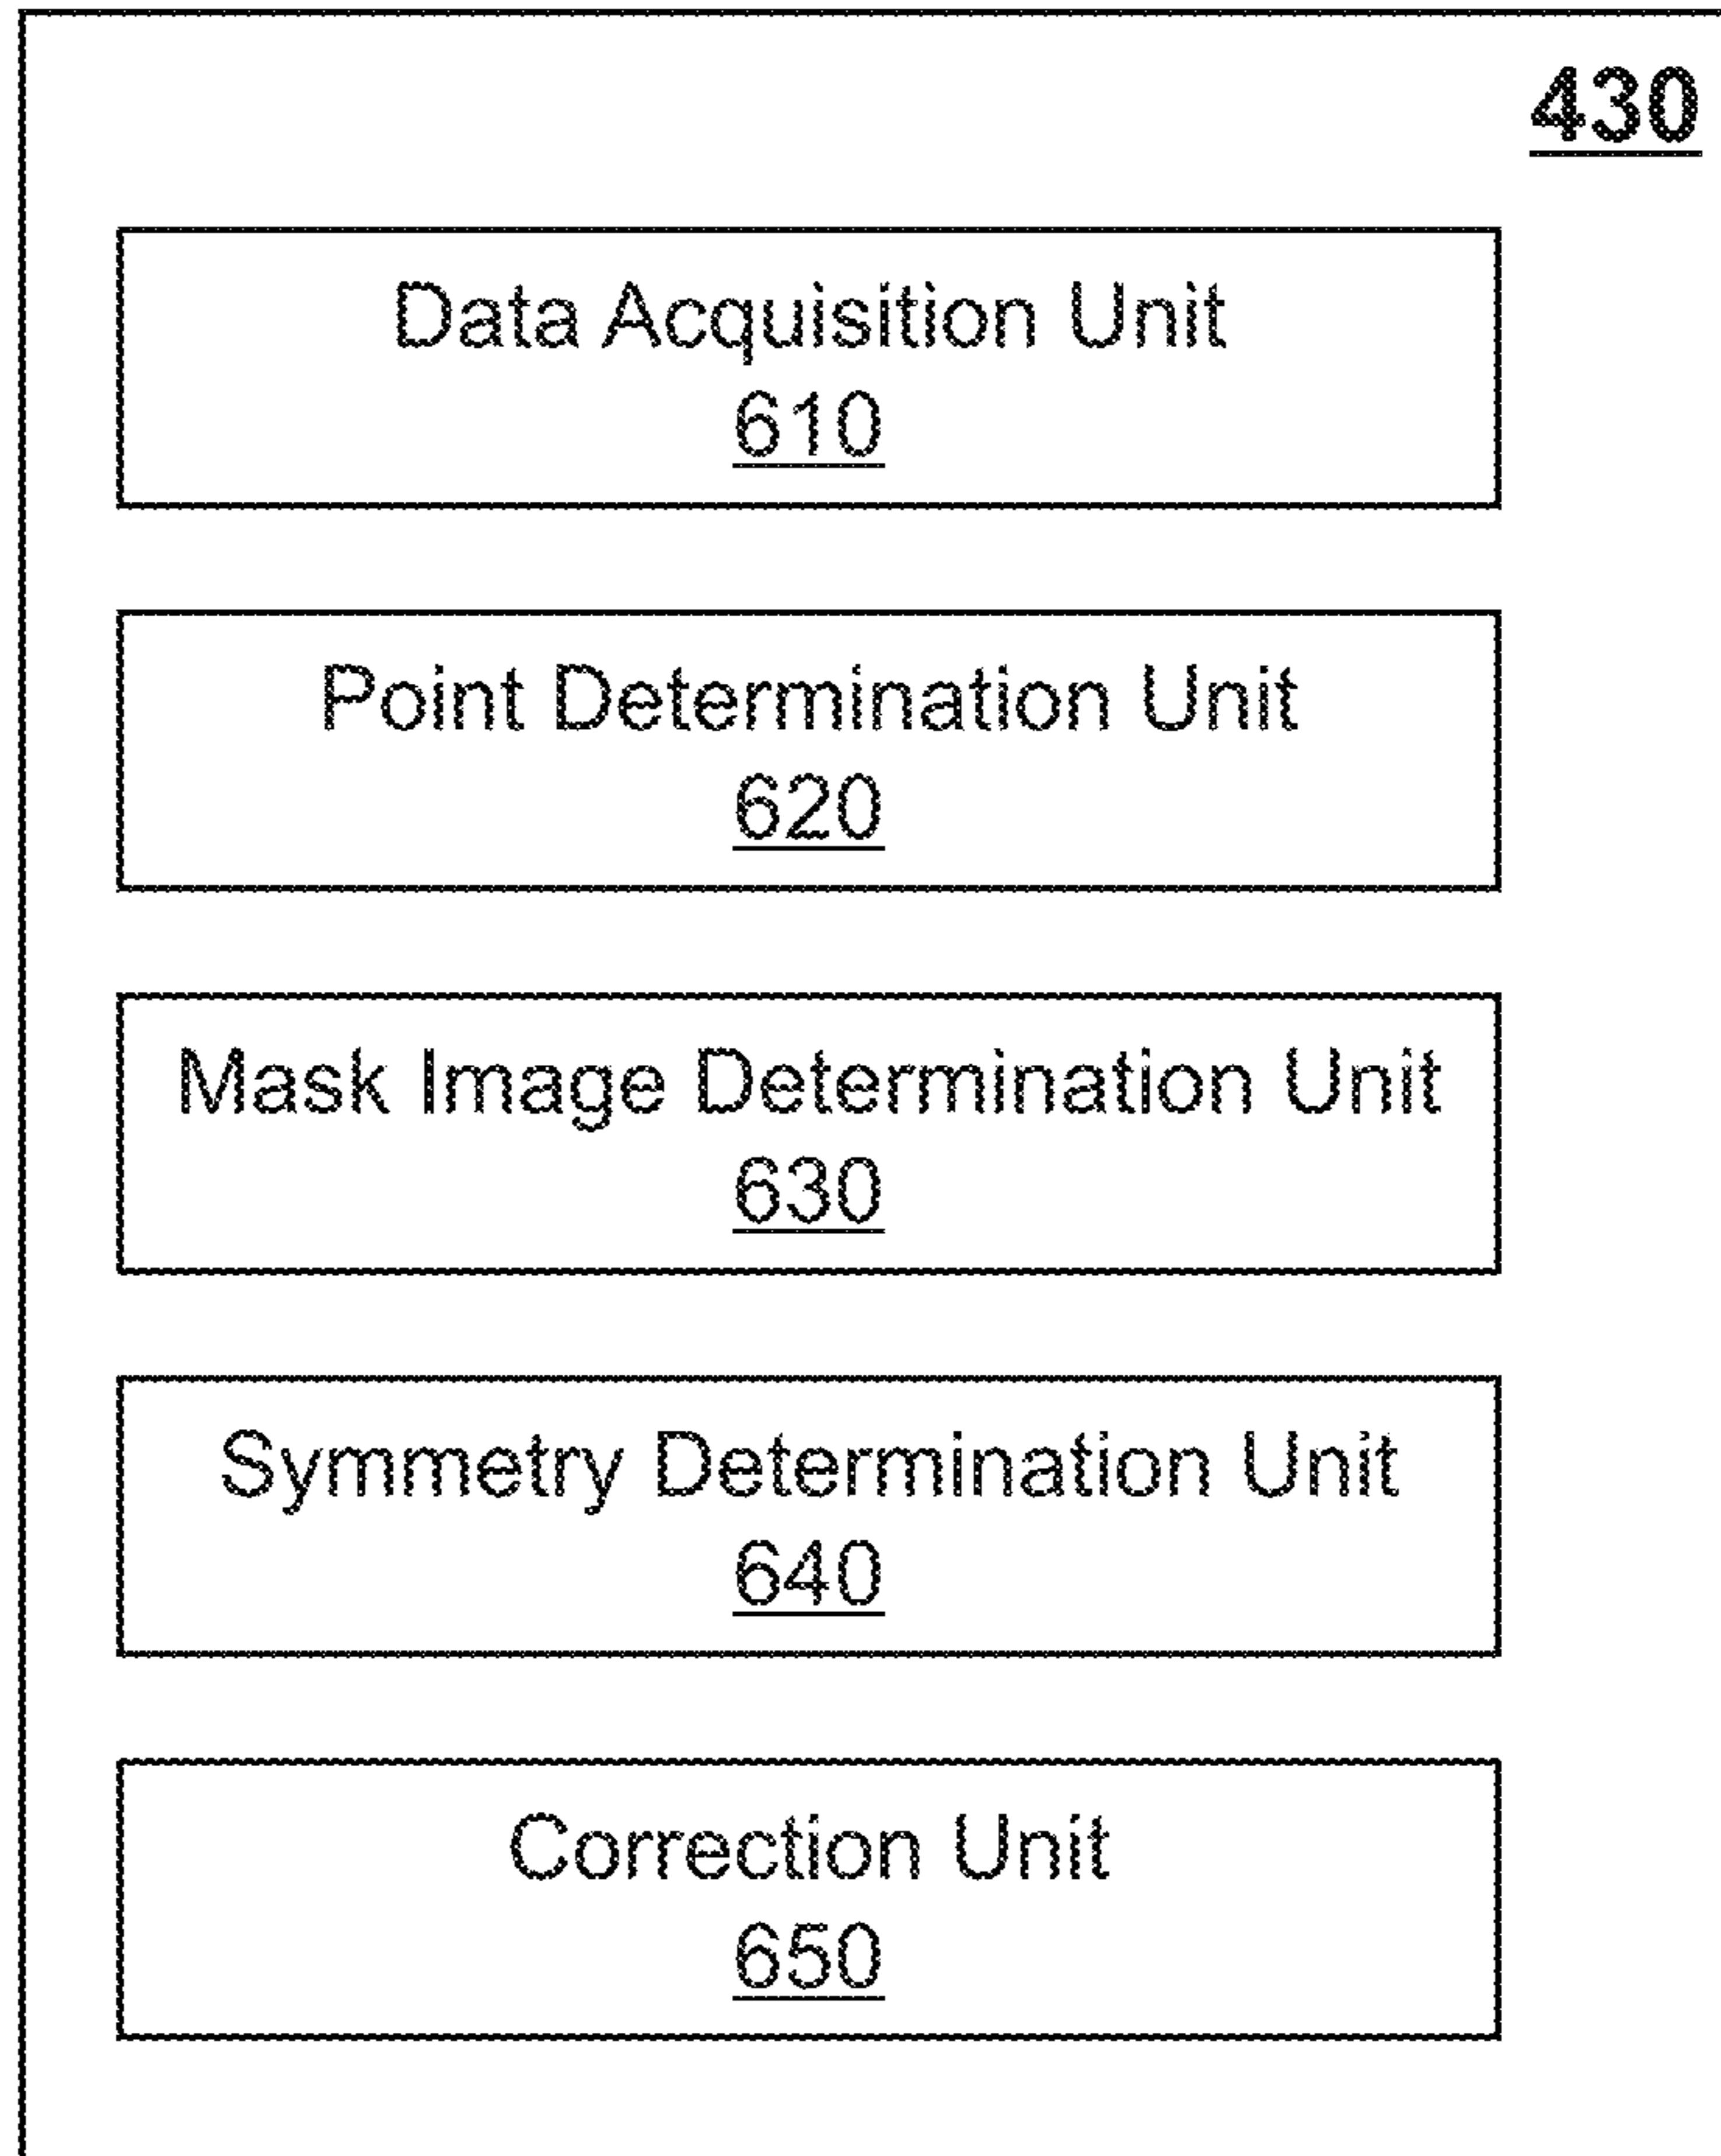 430
Data Acquisition Unit
610
Point Determination Unit
620
Mask Image Determination Unit
630
Symmetry Determination Unit
640
Correction Unit
650